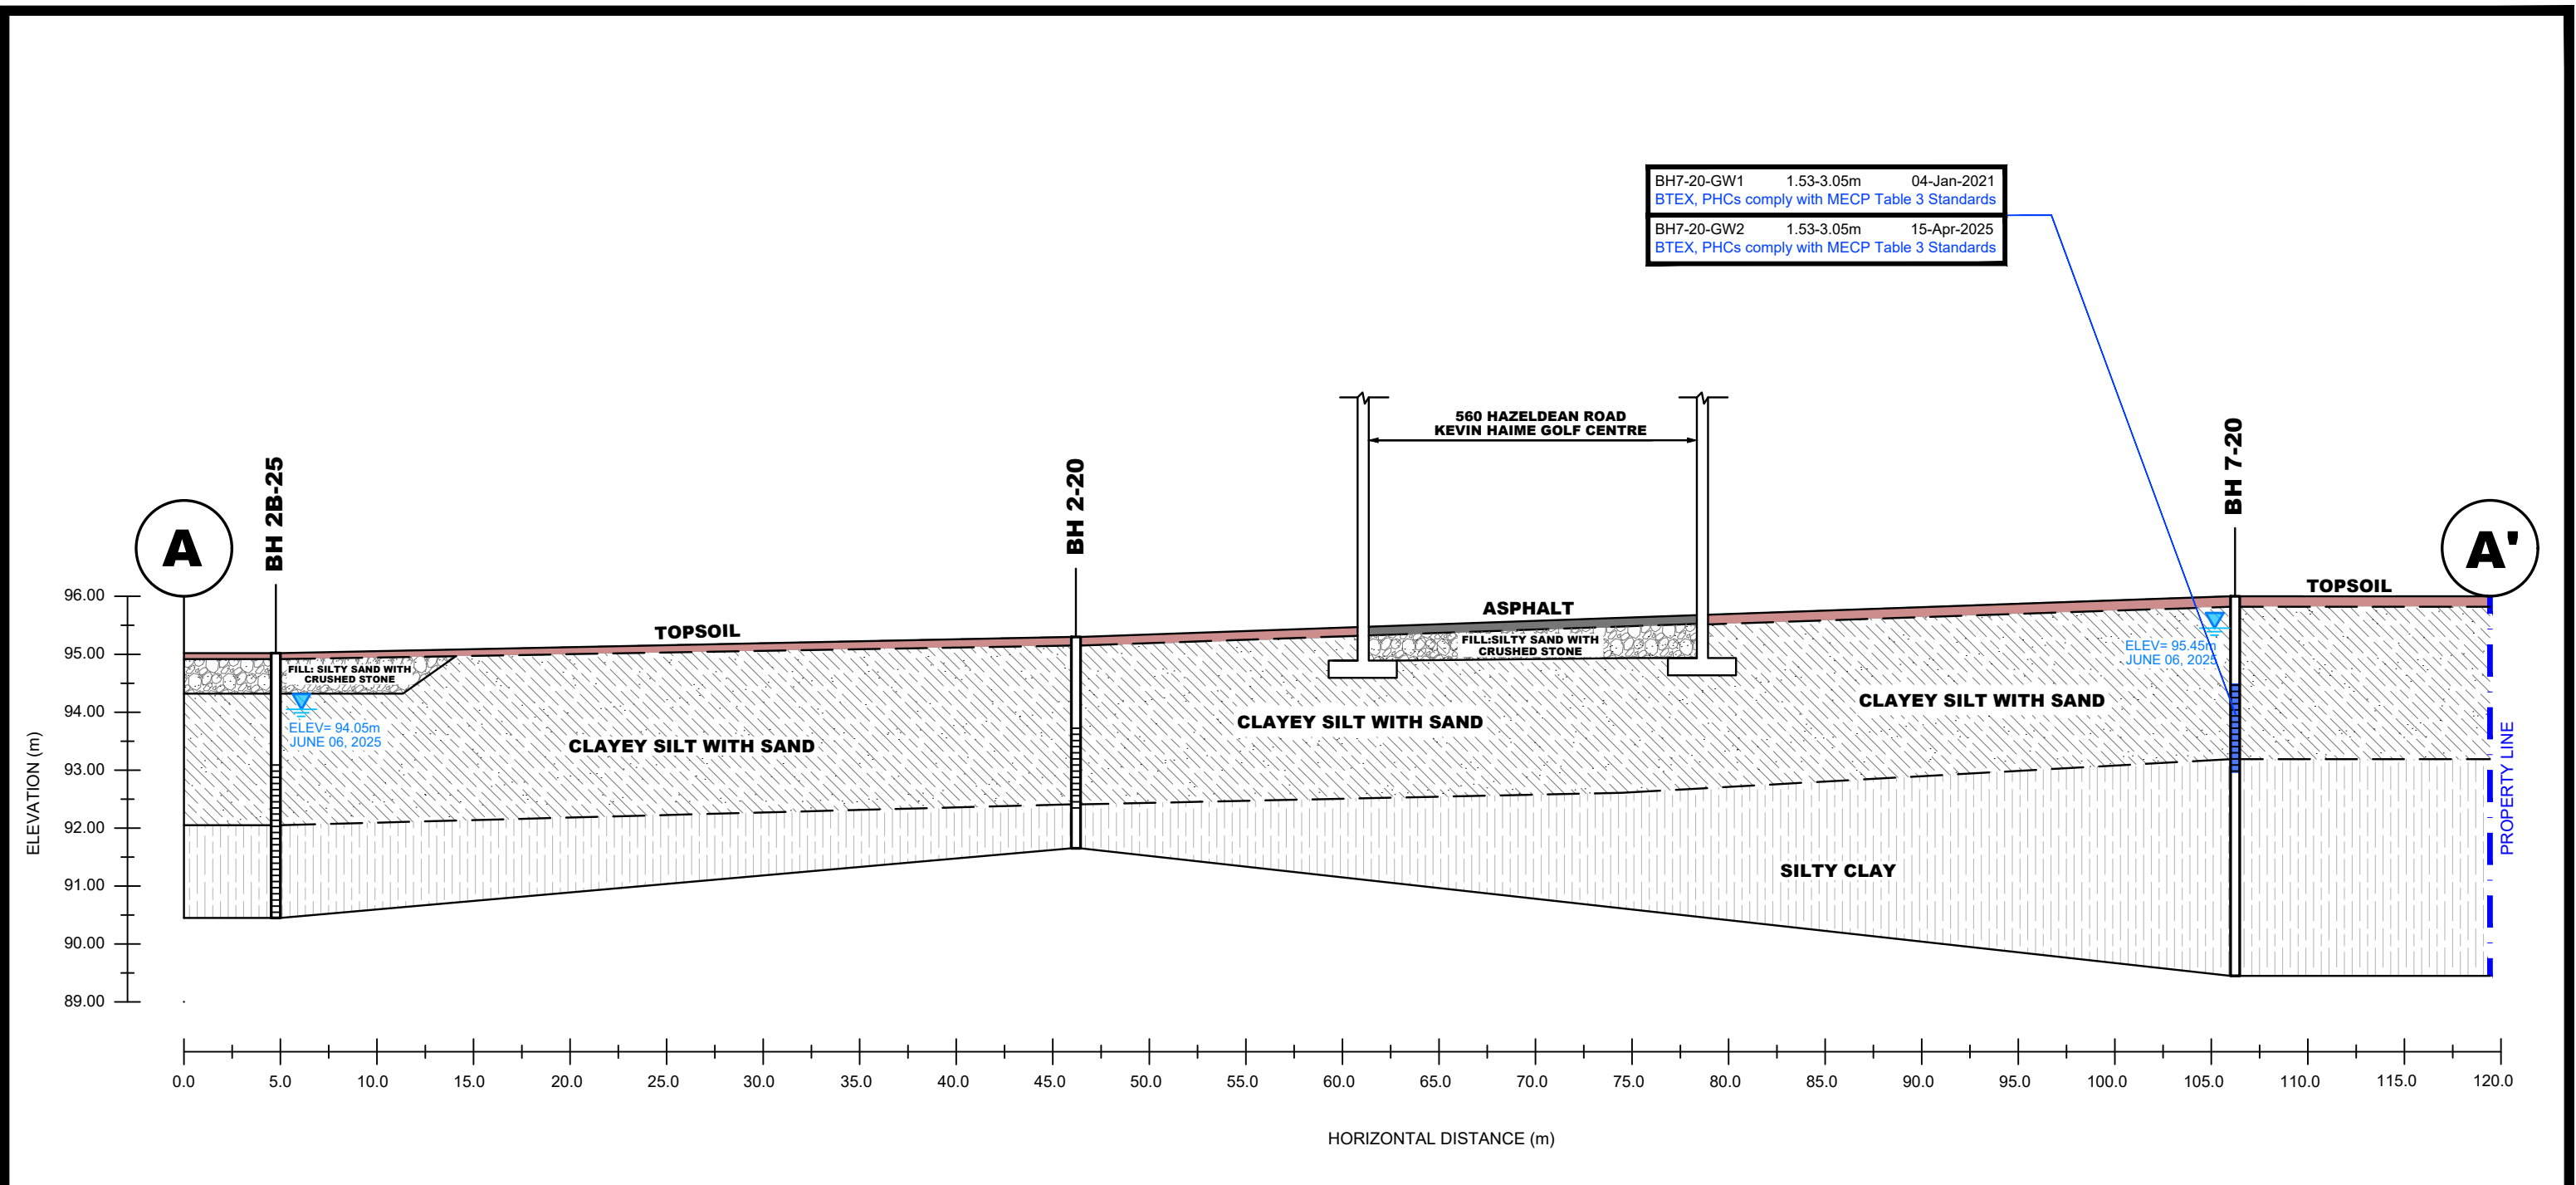 BH7-20-GW1 1.53-3.05m 04-Jan-2021
BTEX, PHCs comply with MECP Table 3 Standards
BH7-20-GW2 1.53-3.05m 15-Apr-2025
BTEX, PHCs comply with MECP Table 3 Standards
560 HAZELDEAN ROAD
KEVIN HAIME GOLF CENTRE
A
BH 2B-25
BH 2-20
BH 7-20
A'
TOPSOIL
ASPHALT
TOPSOIL
FILL: SILTY SAND WITH
CRUSHED STONE
FILL:SILTY SAND WITH
CRUSHED STONE
ELEV= 95.45m
JUNE 06, 2025
ELEV= 94.05m
JUNE 06, 2025
CLAYEY SILT WITH SAND
CLAYEY SILT WITH SAND
CLAYEY SILT WITH SAND
SILTY CLAY
PROPERTY LINE
ELEVATION (m)
96.00
95.00
94.00
93.00
92.00
91.00
90.00
89.00
0.0 5.0 10.0 15.0 20.0 25.0 30.0 35.0 40.0 45.0 50.0 55.0 60.0 65.0 70.0 75.0 80.0 85.0 90.0 95.0 100.0 105.0 110.0 115.0 120.0
HORIZONTAL DISTANCE (m)